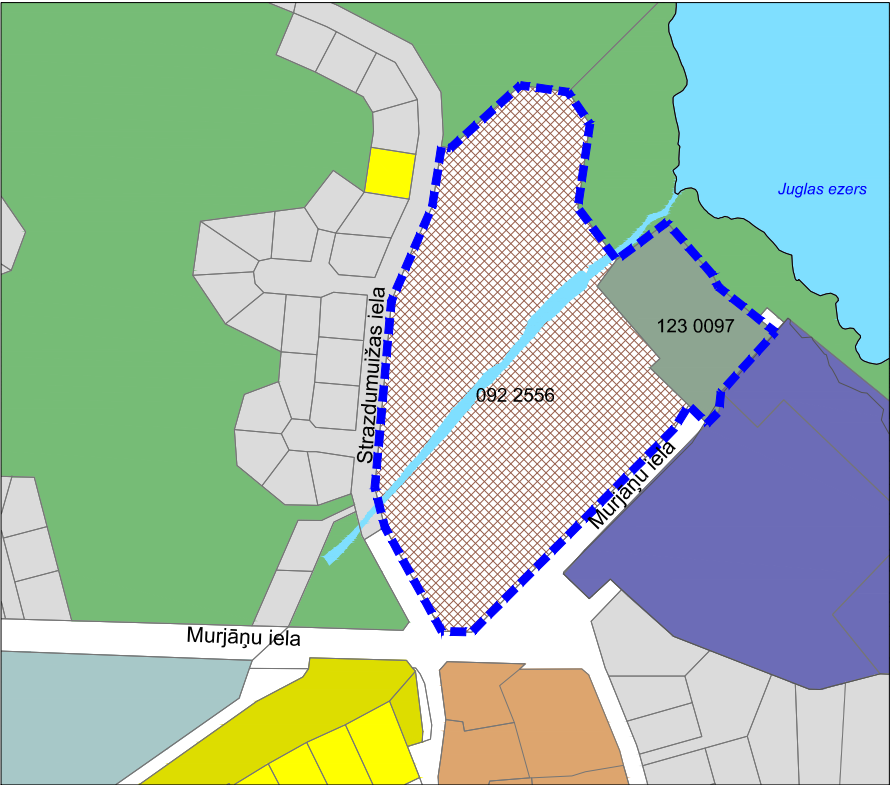 Juglas ezers
123 0097
Strazdumuižas iela
092 2556
Murjāņu iela
Murjāņu iela